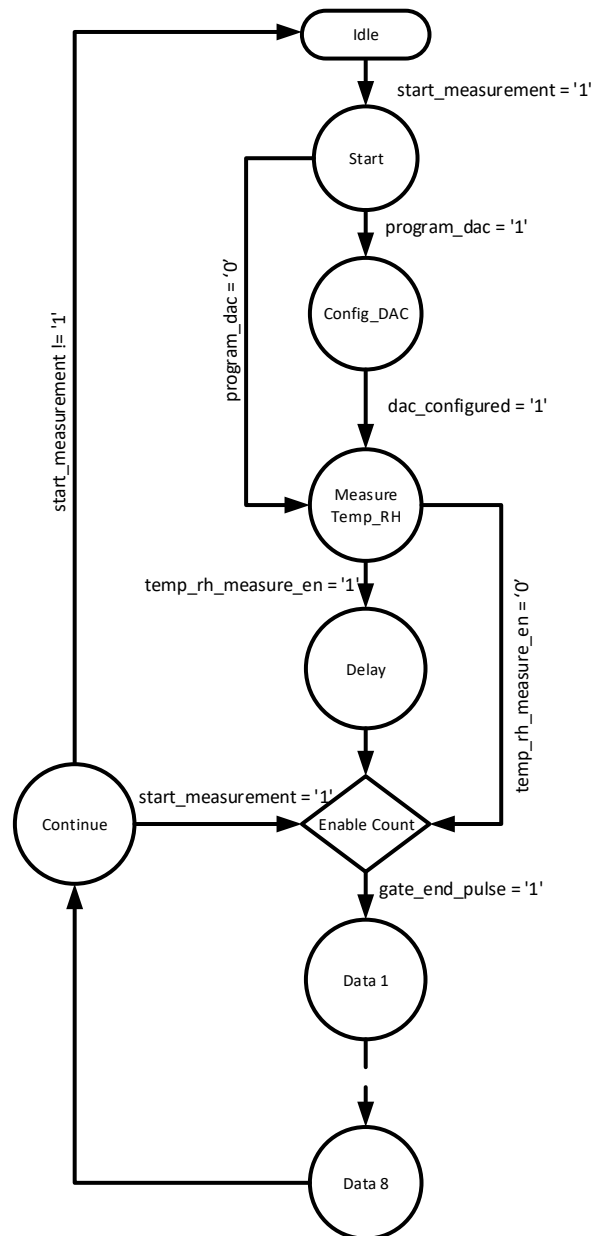 Idle
start_measurement = '1'
Start
program_dac = '1'
program_dac = ‘0’
Config_DAC
start_measurement != '1'
dac_configured = '1'
Measure
Temp_RH
temp_rh_measure_en = '1'
temp_rh_measure_en = ‘0’
Delay
Continue
start_measurement = '1'
Enable Count
gate_end_pulse = '1'
Data 1
Data 8